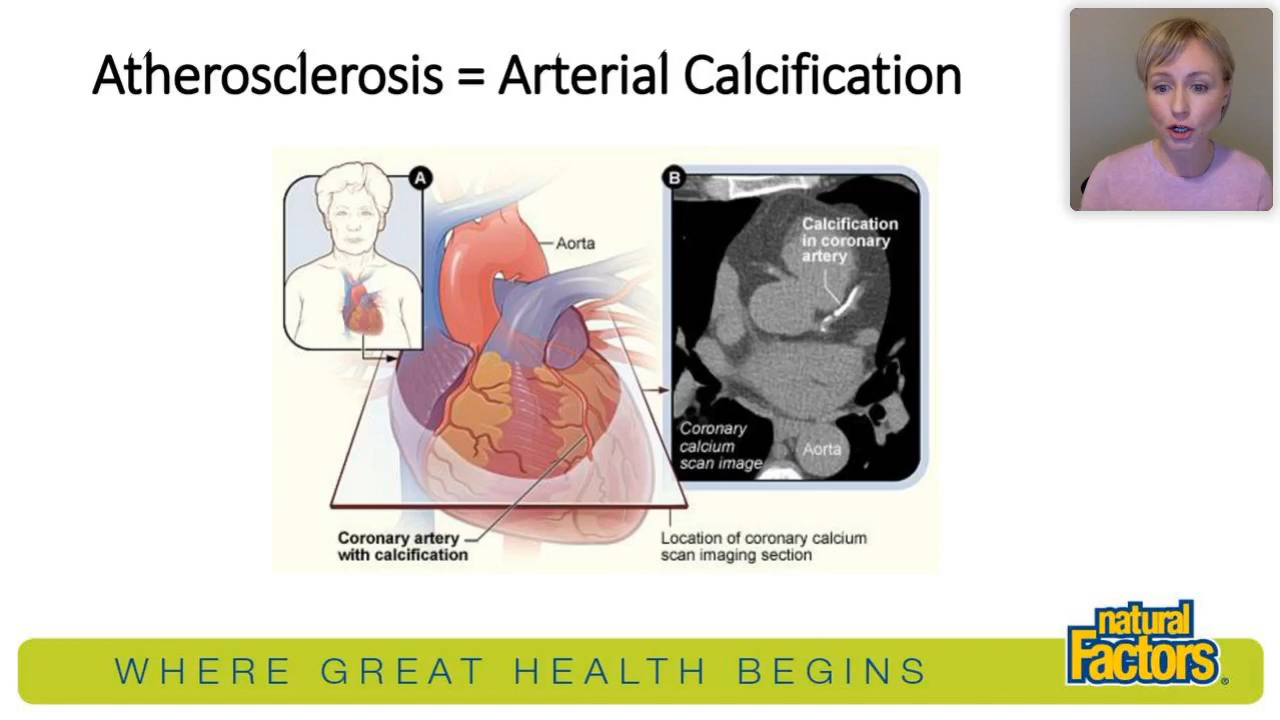 Atherosclerosis = Arterial Calcification
A
Aorta
B
Calcification
in coronary
artery
Coronary
calcium
scan image
Aorta
Coronary artery
with calcification
Location of coronary calcium
scan imaging section
WHERE GREAT HEALTH BEGINS
natural
Factors®